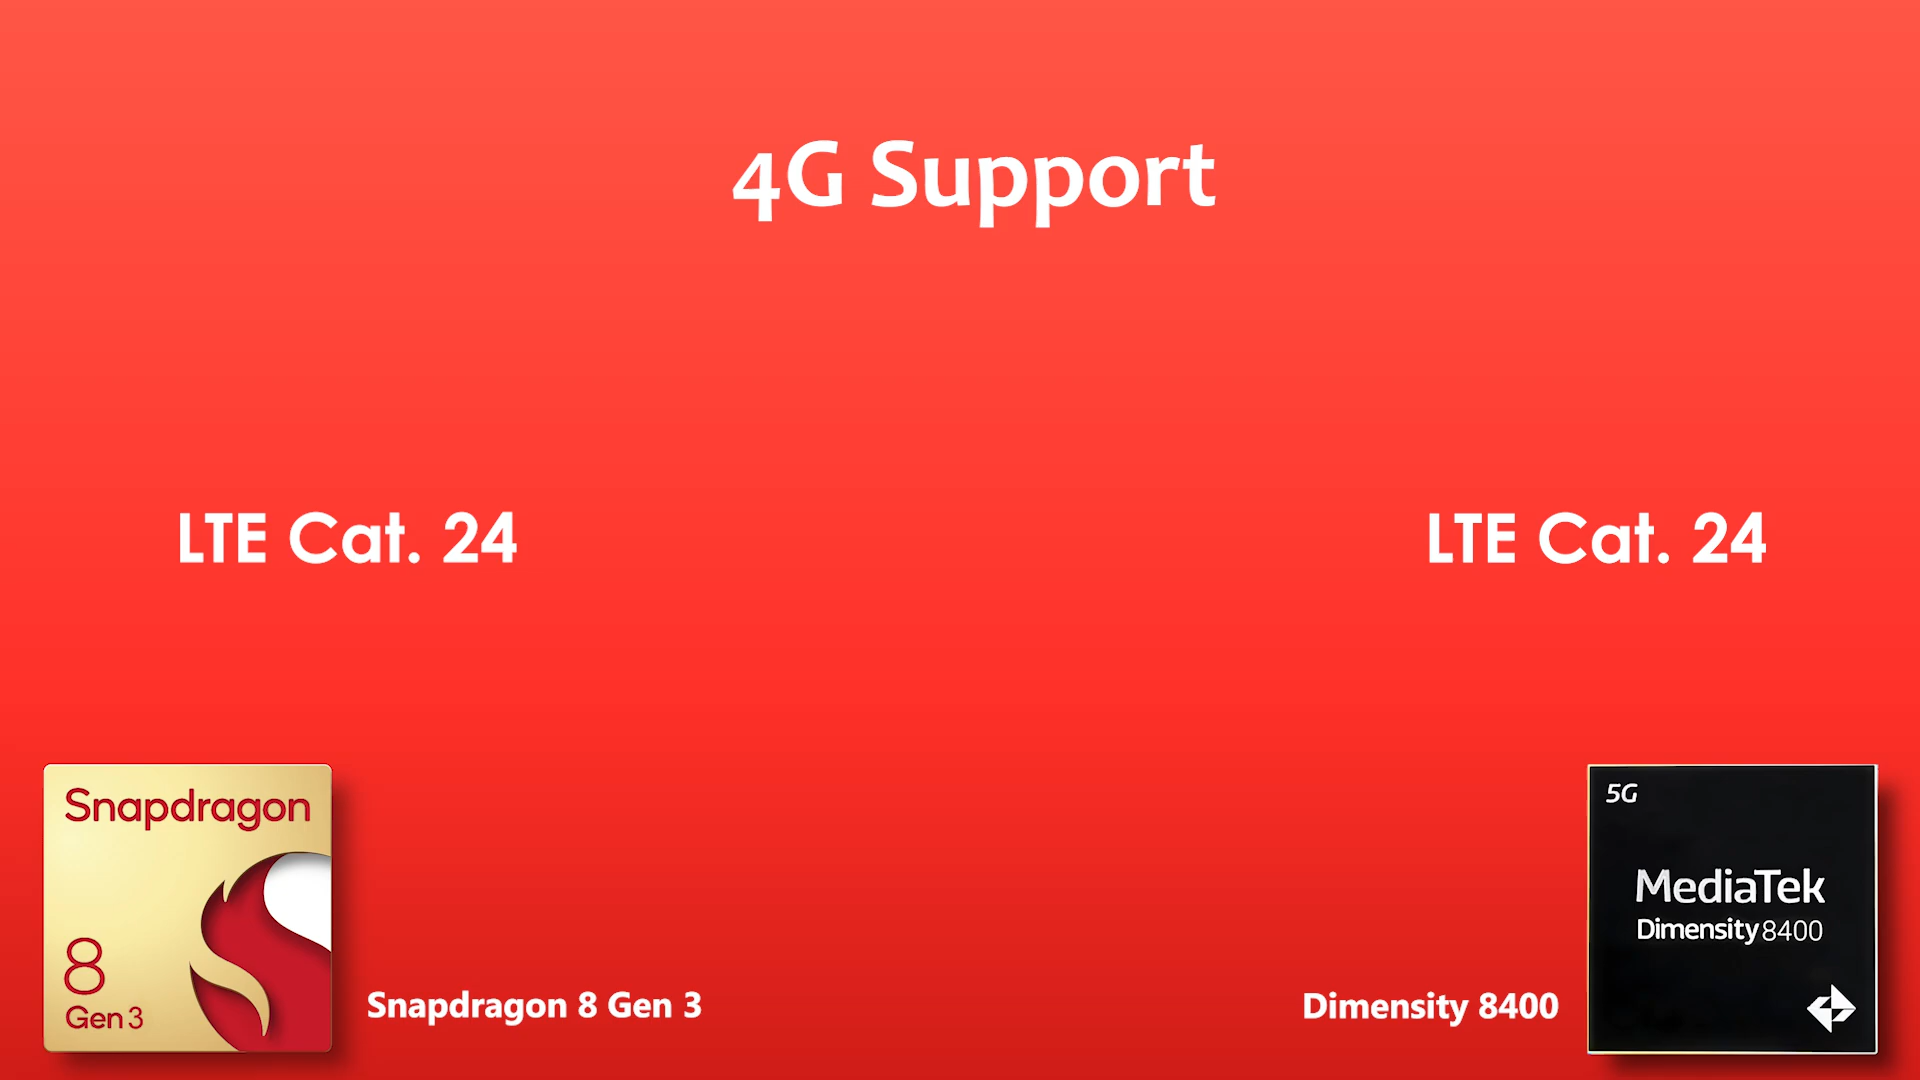 4G Support
LTE Cat. 24
LTE Cat. 24
Snapdragon
8
Gen 3
Snapdragon 8 Gen 3
Dimensity 8400
5G
MediaTek
Dimensity 8400